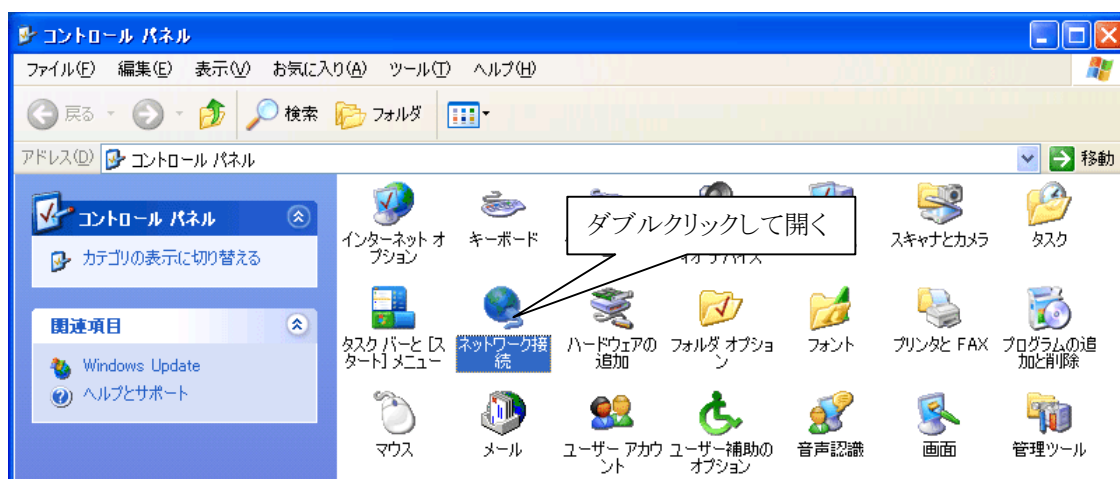 コントロール パネル
ファイル(F) 編集(E) 表示(V) お気に入り(A) ツール(T) ヘルプ(H)
戻る 検索 フォルダ
アドレス(D) コントロール パネル 移動
コントロール パネル
カテゴリの表示に切り替える
関連項目
Windows Update
ヘルプとサポート
ダブルクリックして開く
インターネット オ
プション
キーボード
スキャナとカメラ
タスク
タスク バーと [ス
タート] メニュー
ネットワーク接
続
ハードウェアの
追加
フォルダ オプショ
ン
フォント
プリンタと FAX
プログラムの追
加と削除
マウス
メール
ユーザー アカウ
ント
ユーザー補助の
オプション
音声認識
画面
管理ツール